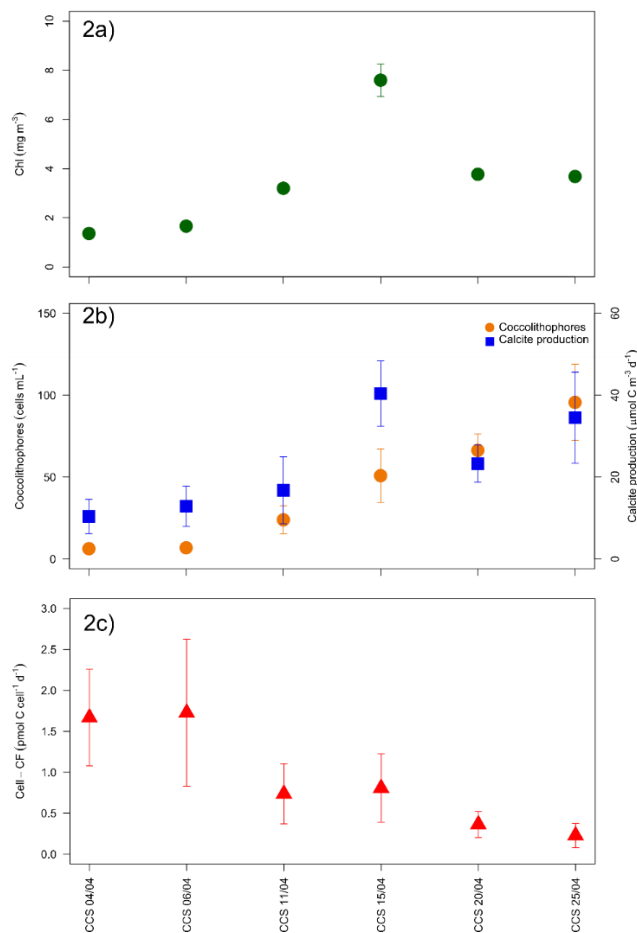 2a)
10
8
6
4
2
0
Chl (mg m⁻³)
2b)
Coccolithophores
Calcite production
150
100
50
0
Coccolithophores (cells mL⁻¹)
60
40
20
0
Calcite production (μmol C m⁻³ d⁻¹)
2c)
3.0
2.5
2.0
1.5
1.0
0.5
0.0
Cell − CF (pmol C cell⁻¹ d⁻¹)
CCS 04/04
CCS 06/04
CCS 11/04
CCS 15/04
CCS 20/04
CCS 25/04